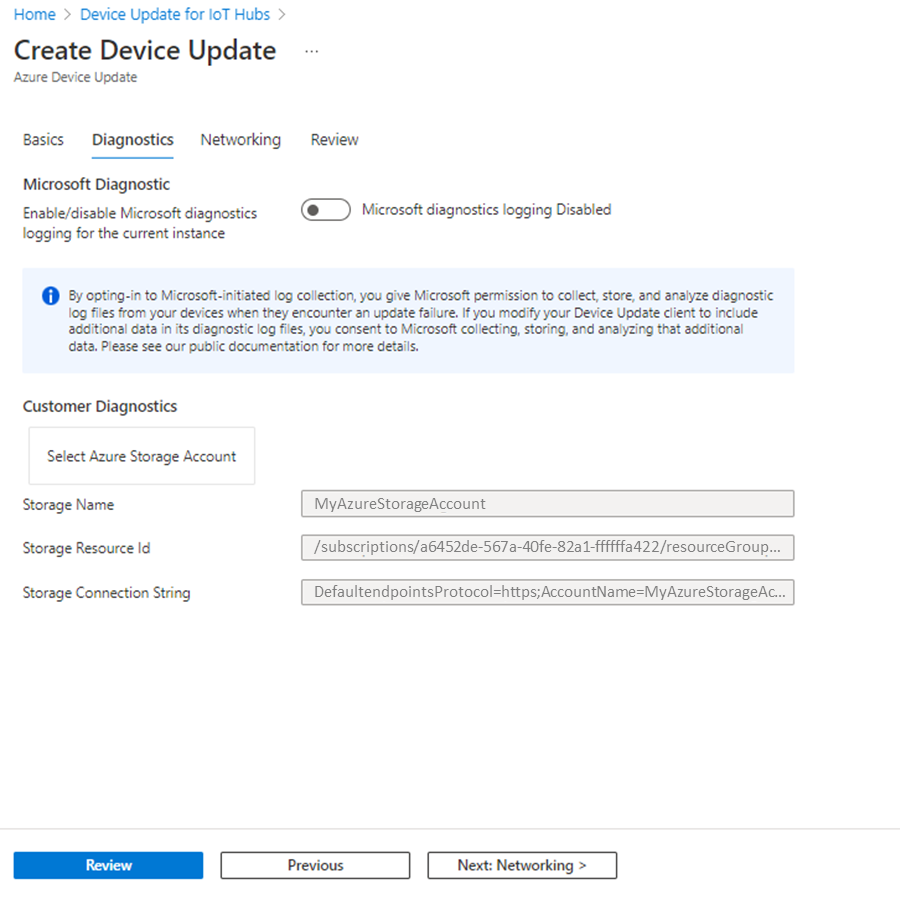 Home > Device Update for IoT Hubs >
Create Device Update ...
Azure Device Update
Basics Diagnostics Networking Review
Microsoft Diagnostic
Enable/disable Microsoft diagnostics
logging for the current instance
Microsoft diagnostics logging Disabled
By opting-in to Microsoft-initiated log collection, you give Microsoft permission to collect, store, and analyze diagnostic
log files from your devices when they encounter an update failure. If you modify your Device Update client to include
additional data in its diagnostic log files, you consent to Microsoft collecting, storing, and analyzing that additional
data. Please see our public documentation for more details.
Customer Diagnostics
Select Azure Storage Account
Storage Name MyAzureStorageAccount
Storage Resource Id /subscriptions/a6452de-567a-40fe-82a1-ffffffa422/resourceGroup...
Storage Connection String DefaultendpointsProtocol=https;AccountName=MyAzureStorageAc...
Review Previous Next: Networking >